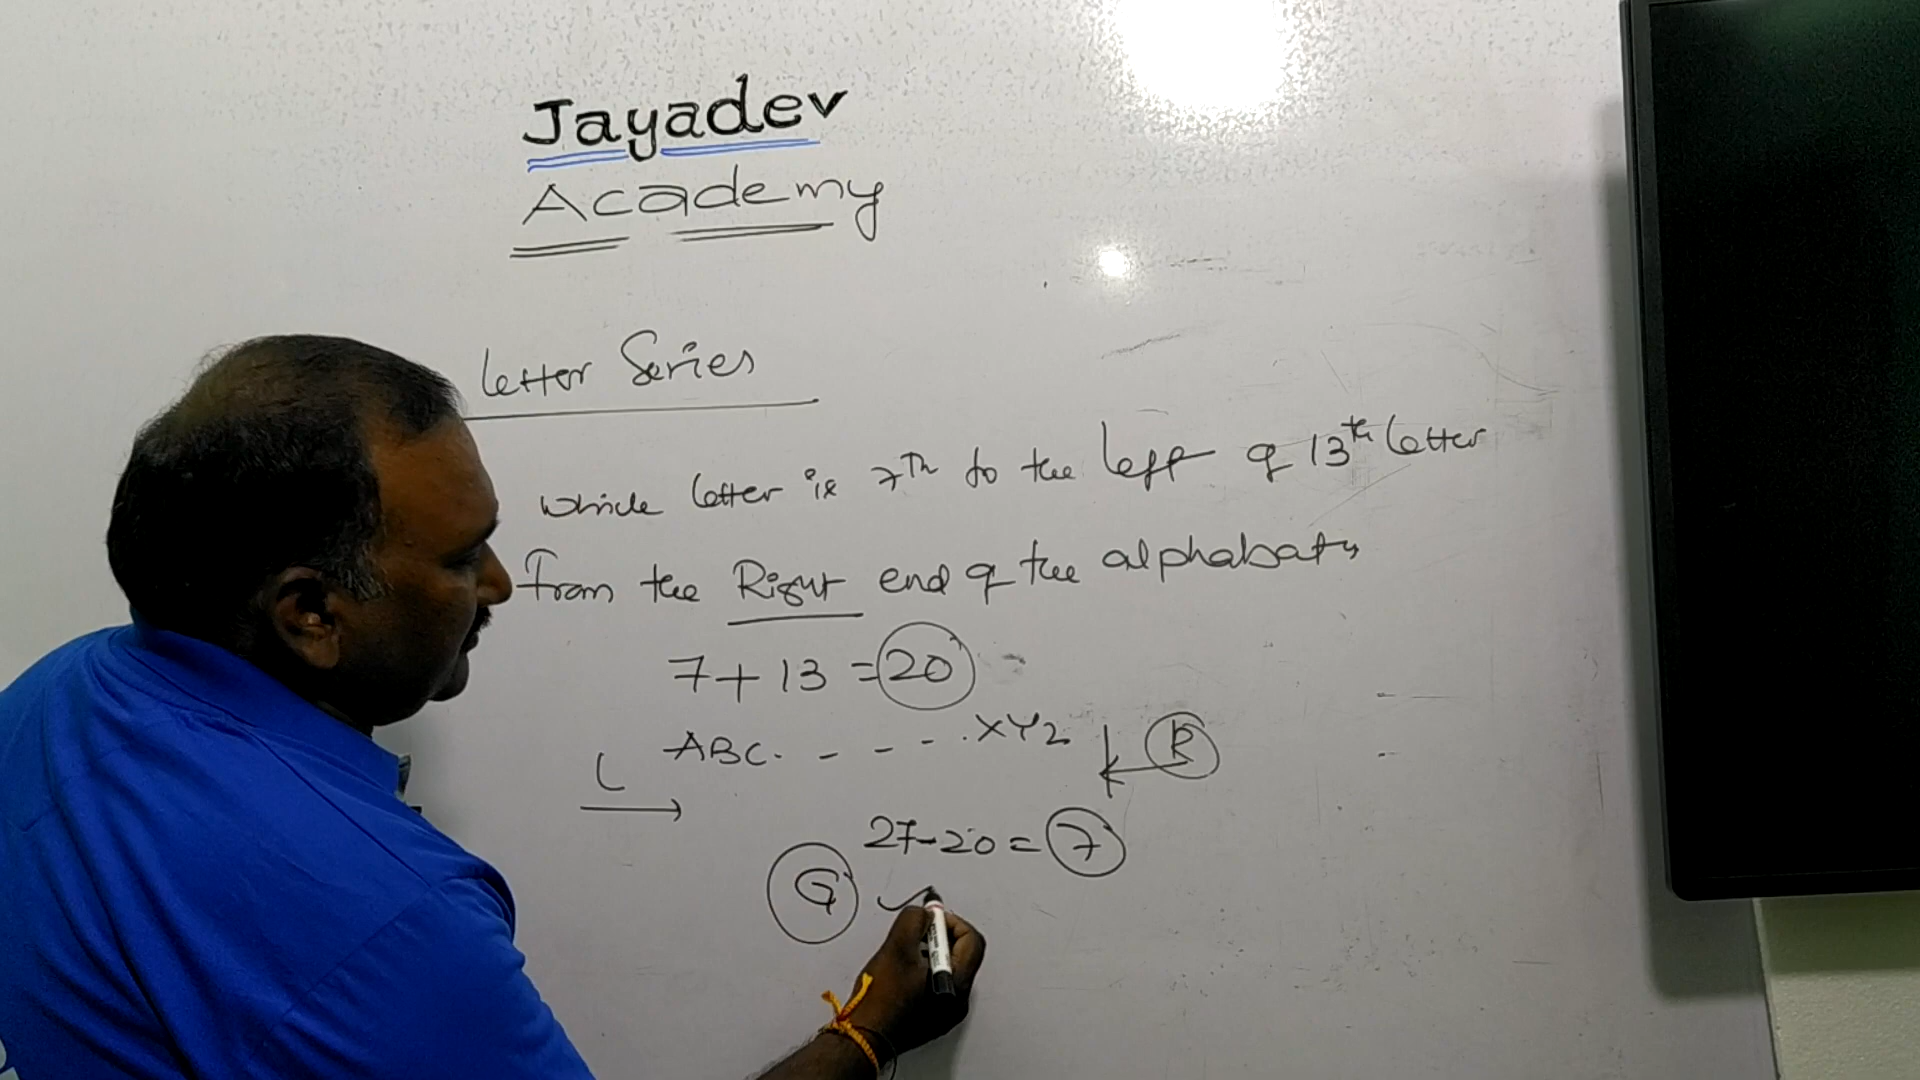 Jayadev
Academy
Letter Series
which letter is 7th to the left of 13th letter
From the Right end of the alphabats
7+13 = 20
ABC. - - - . XYZ R
L
27-20 = 7
G